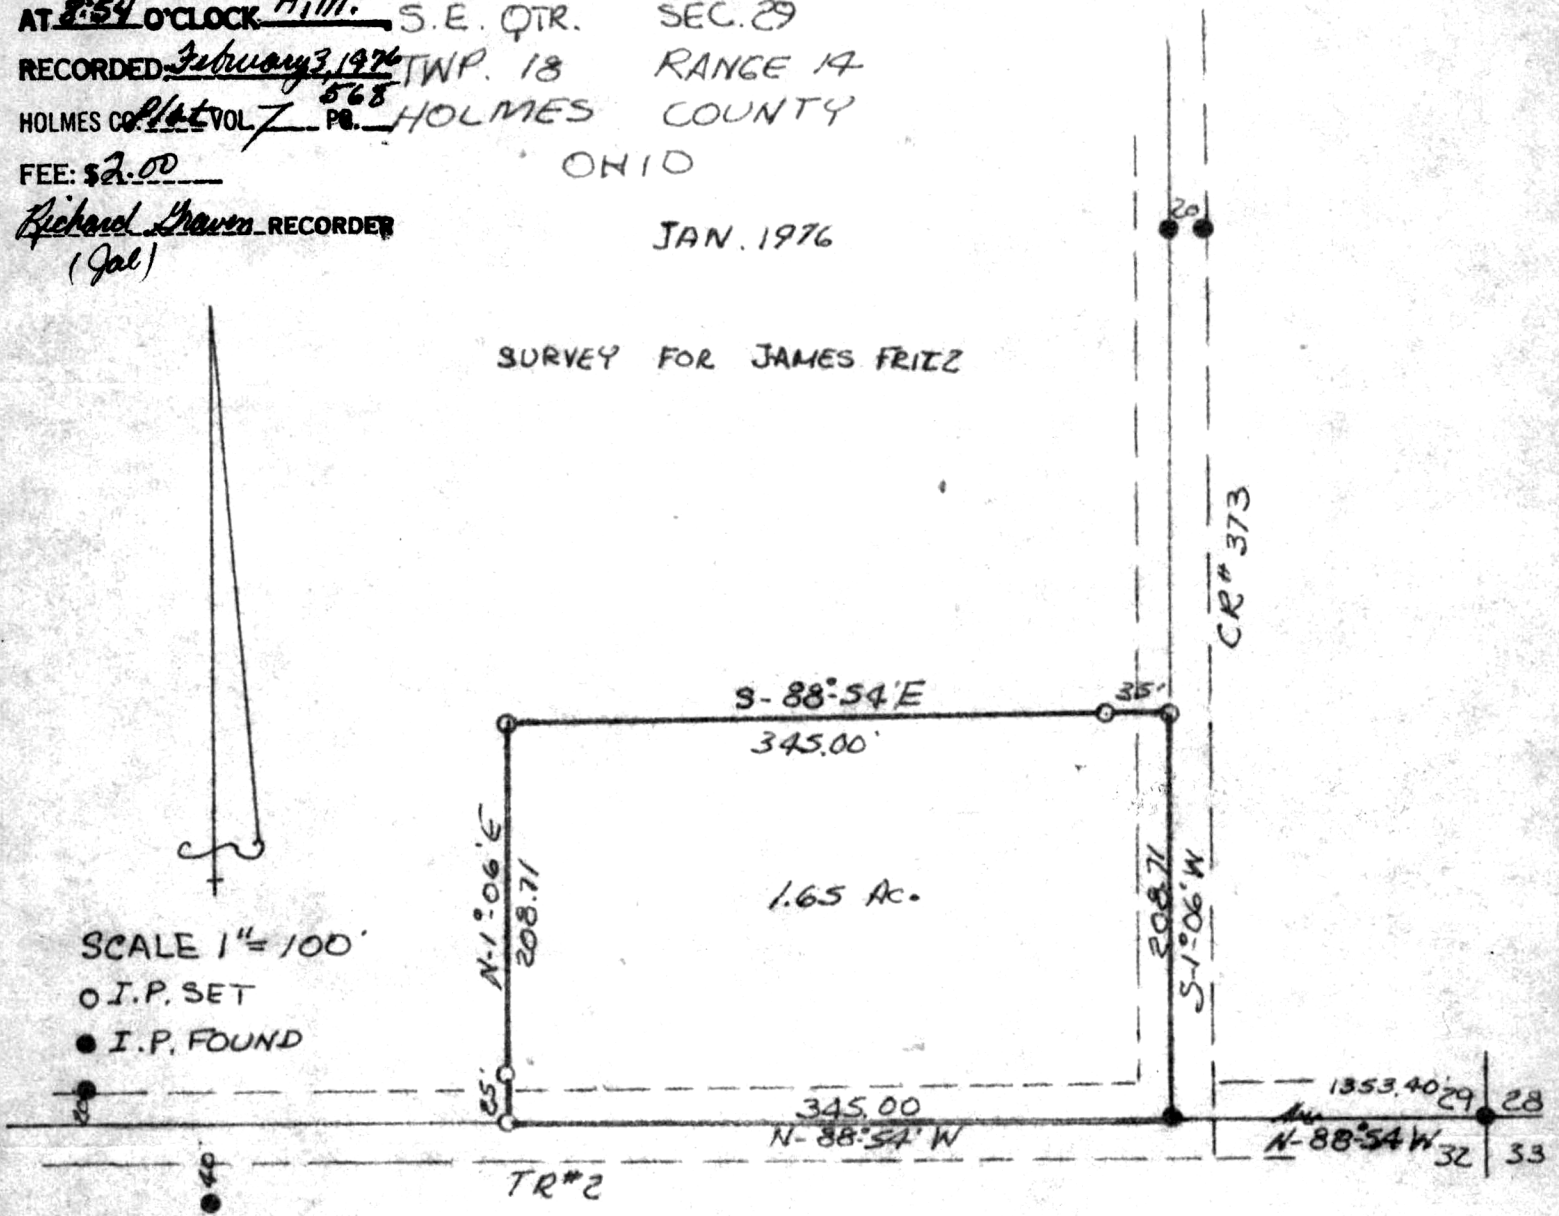 AT 8:54 O'CLOCK A.M.
RECORDED February 3, 1976
HOLMES CO. Plat VOL. 7 PG. 568
FEE: $2.00
Richard Graven RECORDER
(Jal)
S.E. QTR. SEC. 29
TWP. 18 RANGE 14
HOLMES COUNTY
OHIO
JAN. 1976
SURVEY FOR JAMES FRITZ
20
CR# 373
S-88°-54'E
35'
345.00'
N-1°-06'E
208.71
1.65 Ac.
208.71
S-1°-06'W
SCALE 1"= 100'
I.P. SET
I.P. FOUND
20
25'
345.00
N-88°-54' W
1353.40'
N-88°-54 W
29 28
32 33
40
TR#2